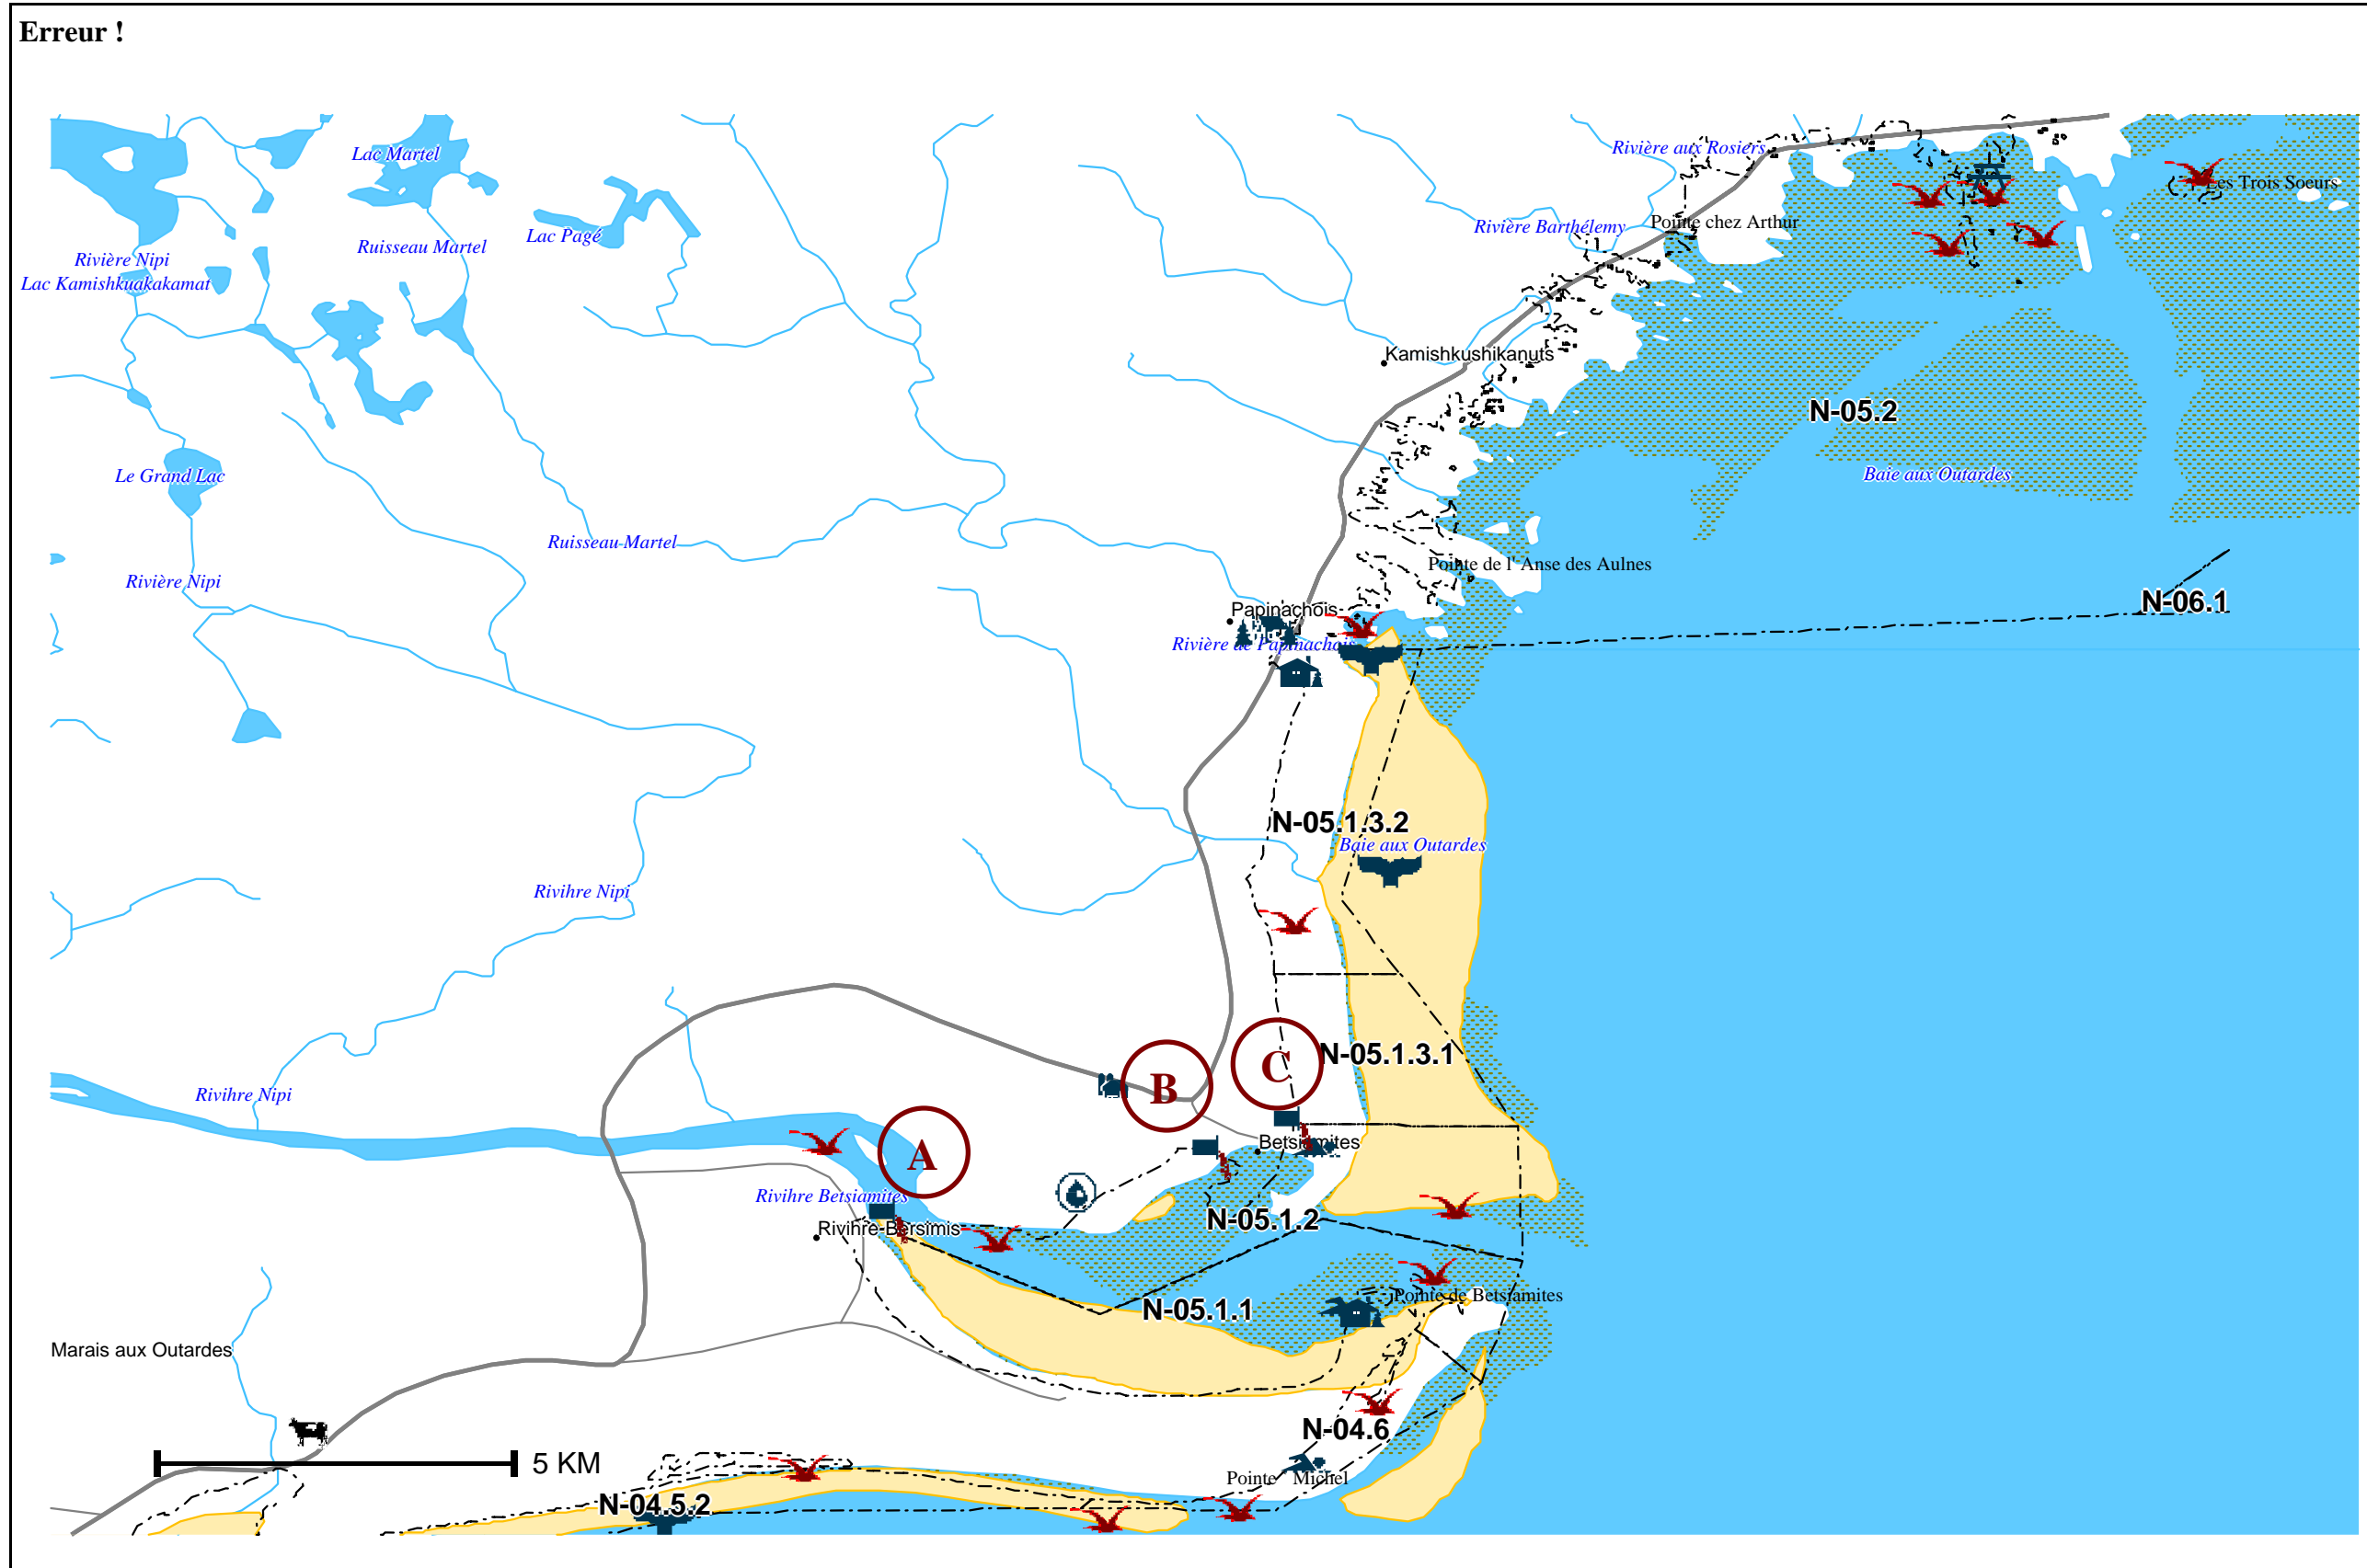 Erreur !
Lac Martel
Rivière aux Rosiers
Les Trois Soeurs
Pointe chez Arthur
Rivière Barthélemy
Lac Pagé
Ruisseau Martel
Rivière Nipi
Lac Kamishkuakakamat
Kamishkushikanuts
N-05.2
Baie aux Outardes
Le Grand Lac
Ruisseau Martel
Pointe de l' Anse des Aulnes
Rivière Nipi
N-06.1
Papinachois
Rivière de Papinachois
N-05.1.3.2
Baie aux Outardes
Rivihre Nipi
N-05.1.3.1
C
B
Rivihre Nipi
Betsiamites
A
Rivihre Betsiamites
N-05.1.2
Rivihre-Bersimis
Pointe de Betsiamites
N-05.1.1
Marais aux Outardes
N-04.6
5 KM
Pointe Michel
N-04.5.2